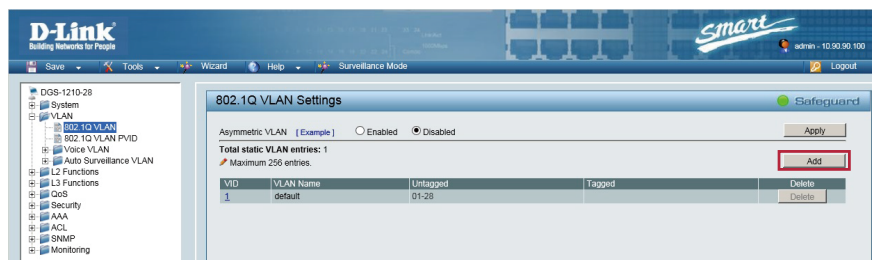 D-Link
Building Networks for People
smart
admin - 10.90.90.100
Save Tools Wizard Help Surveillance Mode Logout
DGS-1210-28
System
VLAN
802.1Q VLAN
802.1Q VLAN PVID
Voice VLAN
Auto Surveillance VLAN
L2 Functions
L3 Functions
QoS
Security
AAA
ACL
SNMP
Monitoring
802.1Q VLAN Settings Safeguard
Asymmetric VLAN [ Example ] Enabled Disabled Apply
Total static VLAN entries: 1
Maximum 256 entries. Add
VID VLAN Name Untagged Tagged Delete
1 default 01-28 Delete